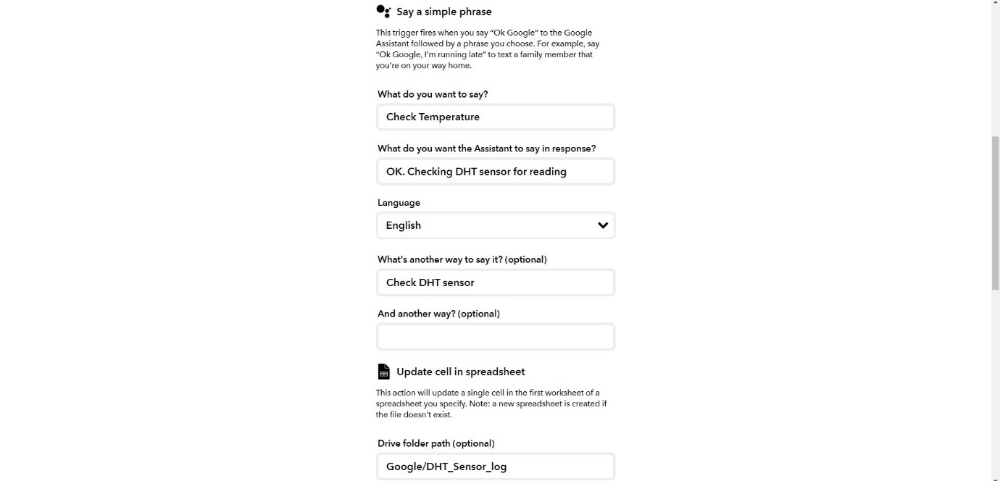 Say a simple phrase
This trigger fires when you say “Ok Google” to the Google
Assistant followed by a phrase you choose. For example, say
“Ok Google, I’m running late” to text a family member that
you’re on your way home.
What do you want to say?
Check Temperature
What do you want the Assistant to say in response?
OK. Checking DHT sensor for reading
Language
English
What's another way to say it? (optional)
Check DHT sensor
And another way? (optional)
Update cell in spreadsheet
This action will update a single cell in the first worksheet of a
spreadsheet you specify. Note: a new spreadsheet is created if
the file doesn't exist.
Drive folder path (optional)
Google/DHT_Sensor_log